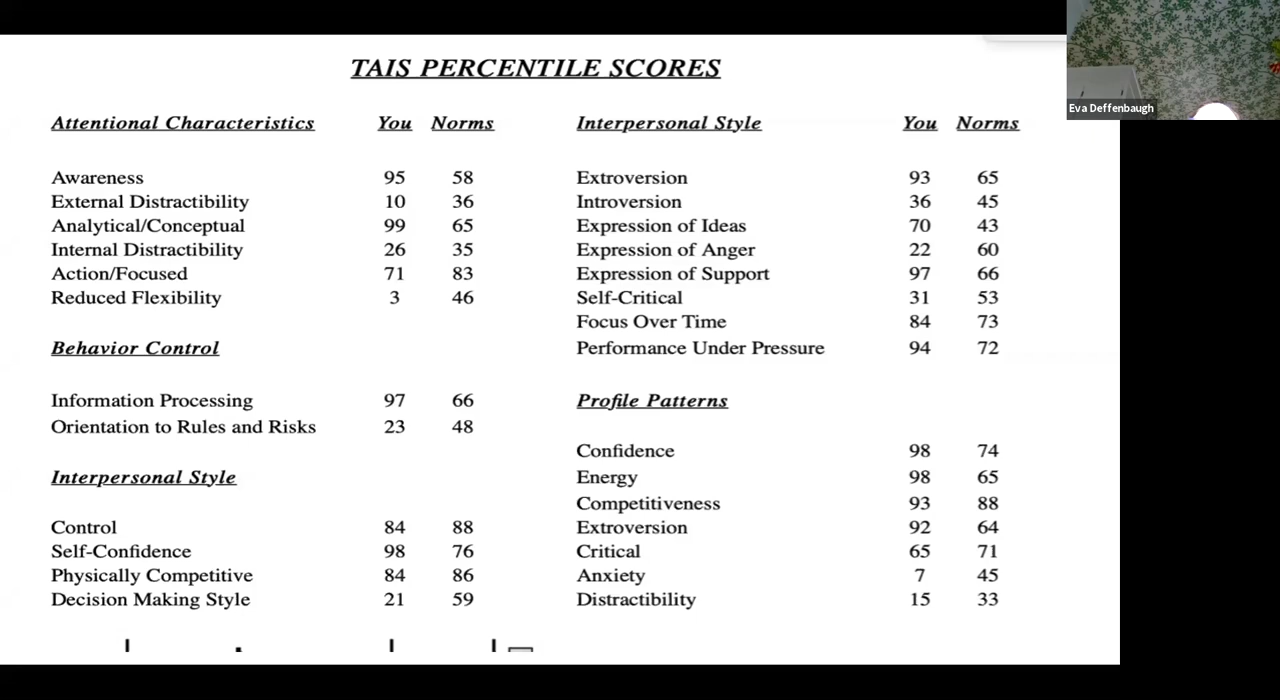 TAIS PERCENTILE SCORES
Eva Deffenbaugh
Attentional Characteristics You Norms
Awareness 95 58
External Distractibility 10 36
Analytical/Conceptual 99 65
Internal Distractibility 26 35
Action/Focused 71 83
Reduced Flexibility 3 46
Behavior Control
Information Processing 97 66
Orientation to Rules and Risks 23 48
Interpersonal Style
Control 84 88
Self-Confidence 98 76
Physically Competitive 84 86
Decision Making Style 21 59
Interpersonal Style You Norms
Extroversion 93 65
Introversion 36 45
Expression of Ideas 70 43
Expression of Anger 22 60
Expression of Support 97 66
Self-Critical 31 53
Focus Over Time 84 73
Performance Under Pressure 94 72
Profile Patterns
Confidence 98 74
Energy 98 65
Competitiveness 93 88
Extroversion 92 64
Critical 65 71
Anxiety 7 45
Distractibility 15 33